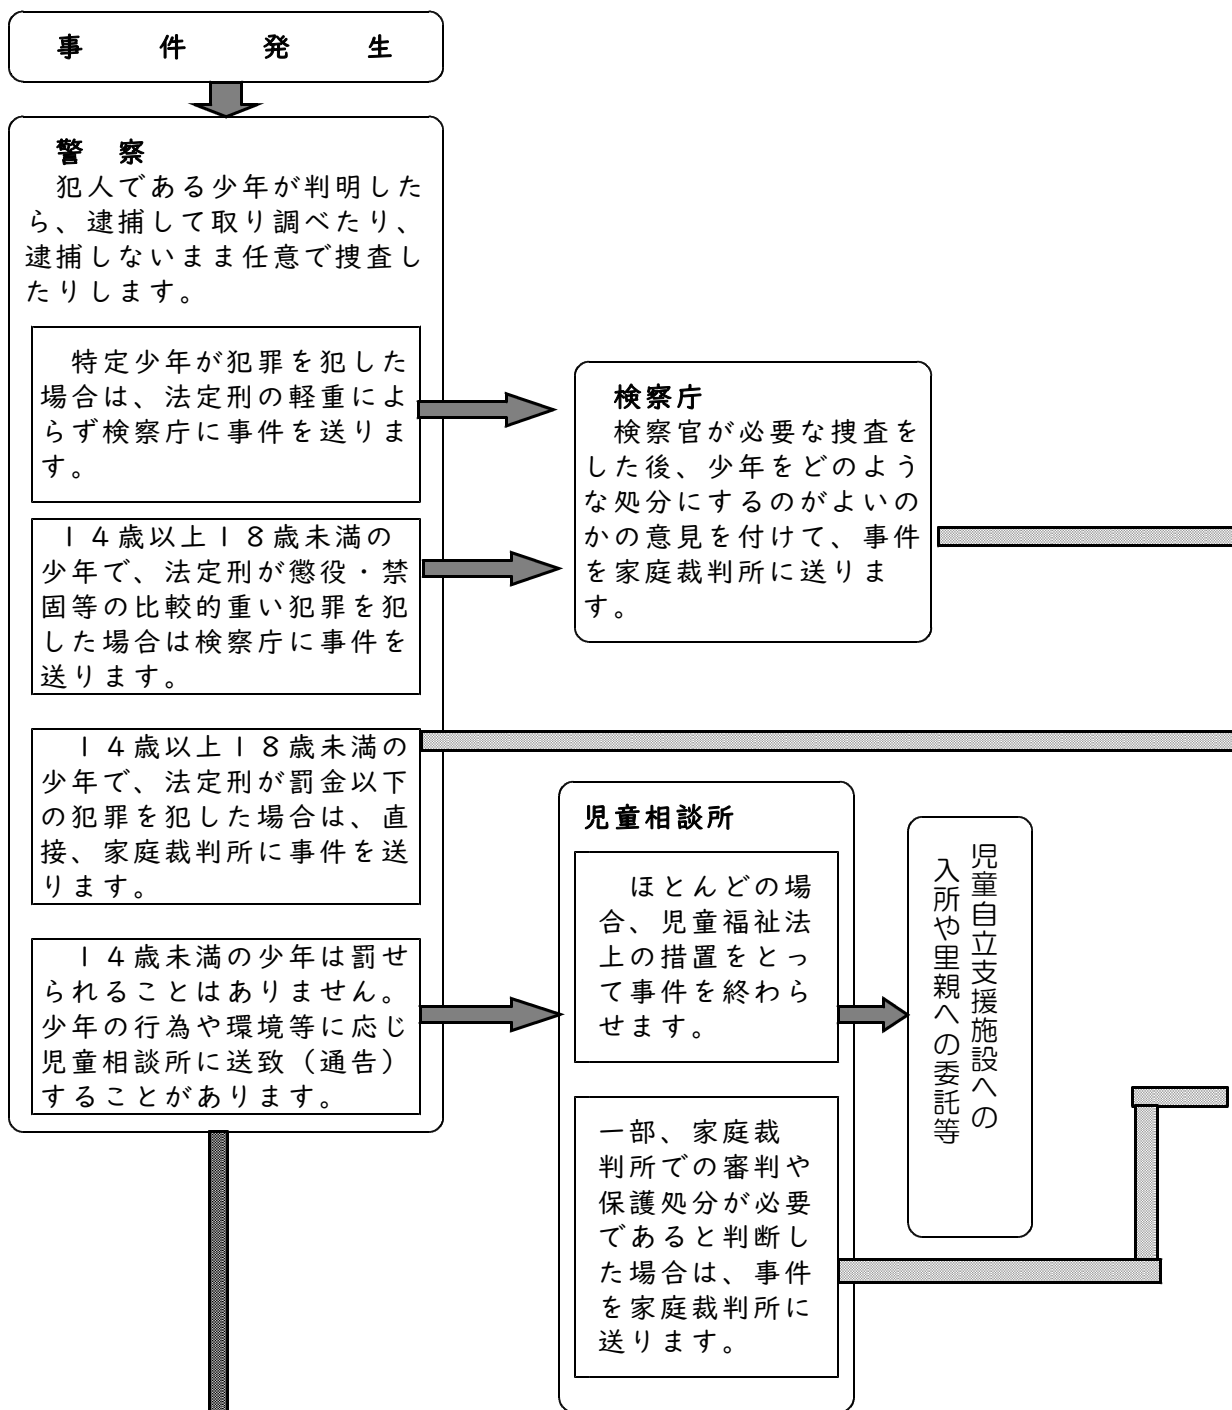 事　件　発　生
警　察
犯人である少年が判明した
ら、逮捕して取り調べたり、
逮捕しないまま任意で捜査し
たりします。
特定少年が犯罪を犯した
場合は、法定刑の軽重によ
らず検察庁に事件を送りま
す。
１４歳以上１８歳未満の
少年で、法定刑が懲役・禁
固等の比較的重い犯罪を犯
した場合は検察庁に事件を
送ります。
１４歳以上１８歳未満の
少年で、法定刑が罰金以下
の犯罪を犯した場合は、直
接、家庭裁判所に事件を送
ります。
１４歳未満の少年は罰せ
られることはありません。
少年の行為や環境等に応じ
児童相談所に送致（通告）
することがあります。
検察庁
検察官が必要な捜査を
した後、少年をどのよう
な処分にするのがよいの
かの意見を付けて、事件
を家庭裁判所に送りま
す。
児童相談所
ほとんどの場
合、児童福祉法
上の措置をとっ
て事件を終わら
せます。
一部、家庭裁
判所での審判や
保護処分が必要
であると判断し
た場合は、事件
を家庭裁判所に
送ります。
児童自立支援施設への
入所や里親への委託等